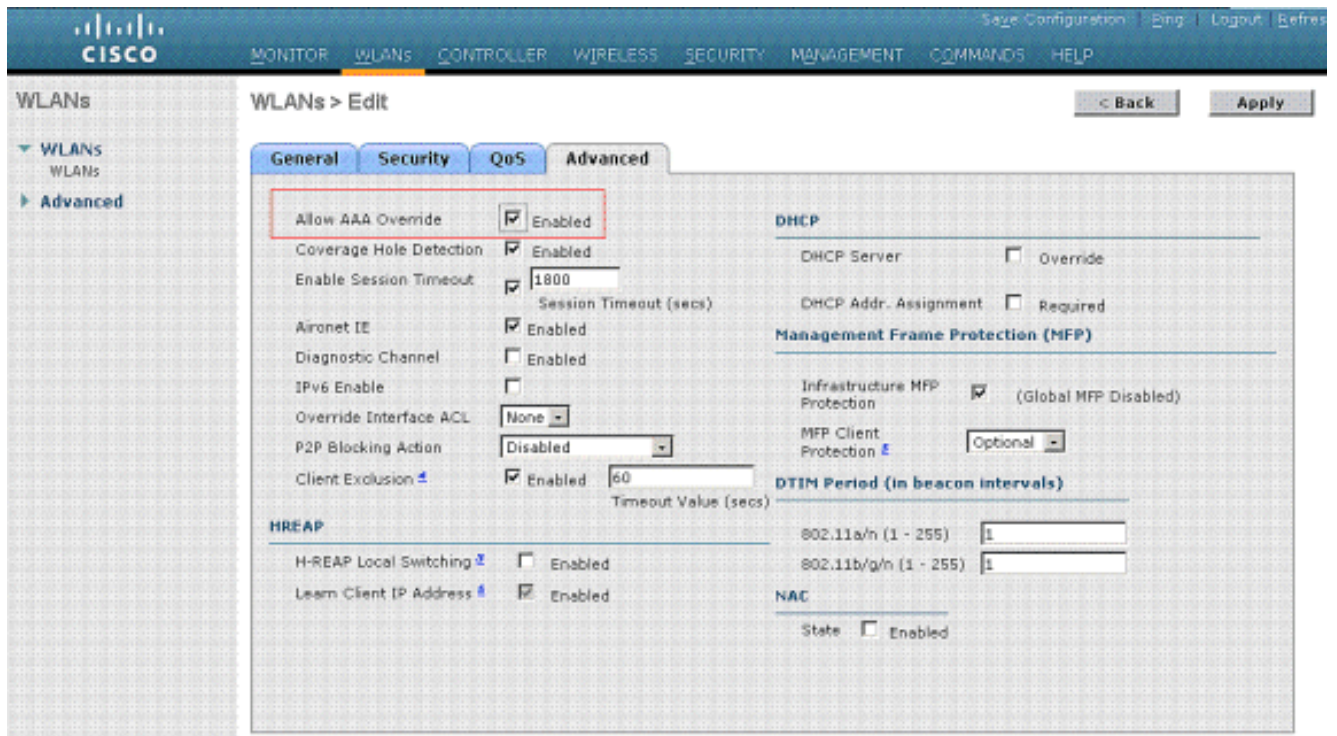 Save Configuration | Ping | Logout | Refres
CISCO
MONITOR WLANs CONTROLLER WIRELESS SECURITY MANAGEMENT COMMANDS HELP
WLANs
WLANs > Edit
< Back
Apply
WLANs
WLANs
Advanced
General
Security
QoS
Advanced
Allow AAA Override Enabled
Coverage Hole Detection Enabled
Enable Session Timeout 1800
Session Timeout (secs)
Aironet IE Enabled
Diagnostic Channel Enabled
IPv6 Enable
Override Interface ACL None
P2P Blocking Action Disabled
Client Exclusion 4 Enabled 60
Timeout Value (secs)
HREAP
H-REAP Local Switching 2 Enabled
Learn Client IP Address Enabled
DHCP
DHCP Server Override
DHCP Addr. Assignment Required
Management Frame Protection (MFP)
Infrastructure MFP
Protection
(Global MFP Disabled)
MFP Client
Protection
Optional
DTIM Period (in beacon intervals)
802.11a/n (1 - 255) 1
802.11b/g/n (1 - 255) 1
NAC
State Enabled